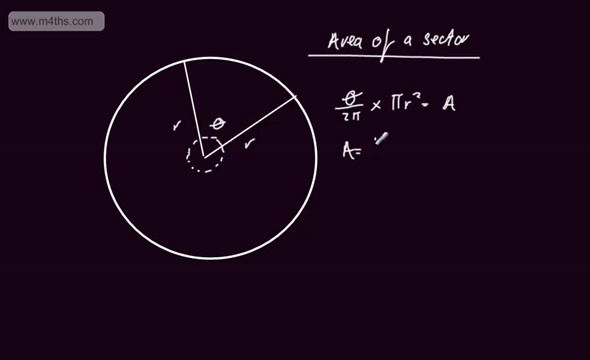 www.m4ths.com
Area of a sector
θ/2π × πr² = A
A=
θ
r
r